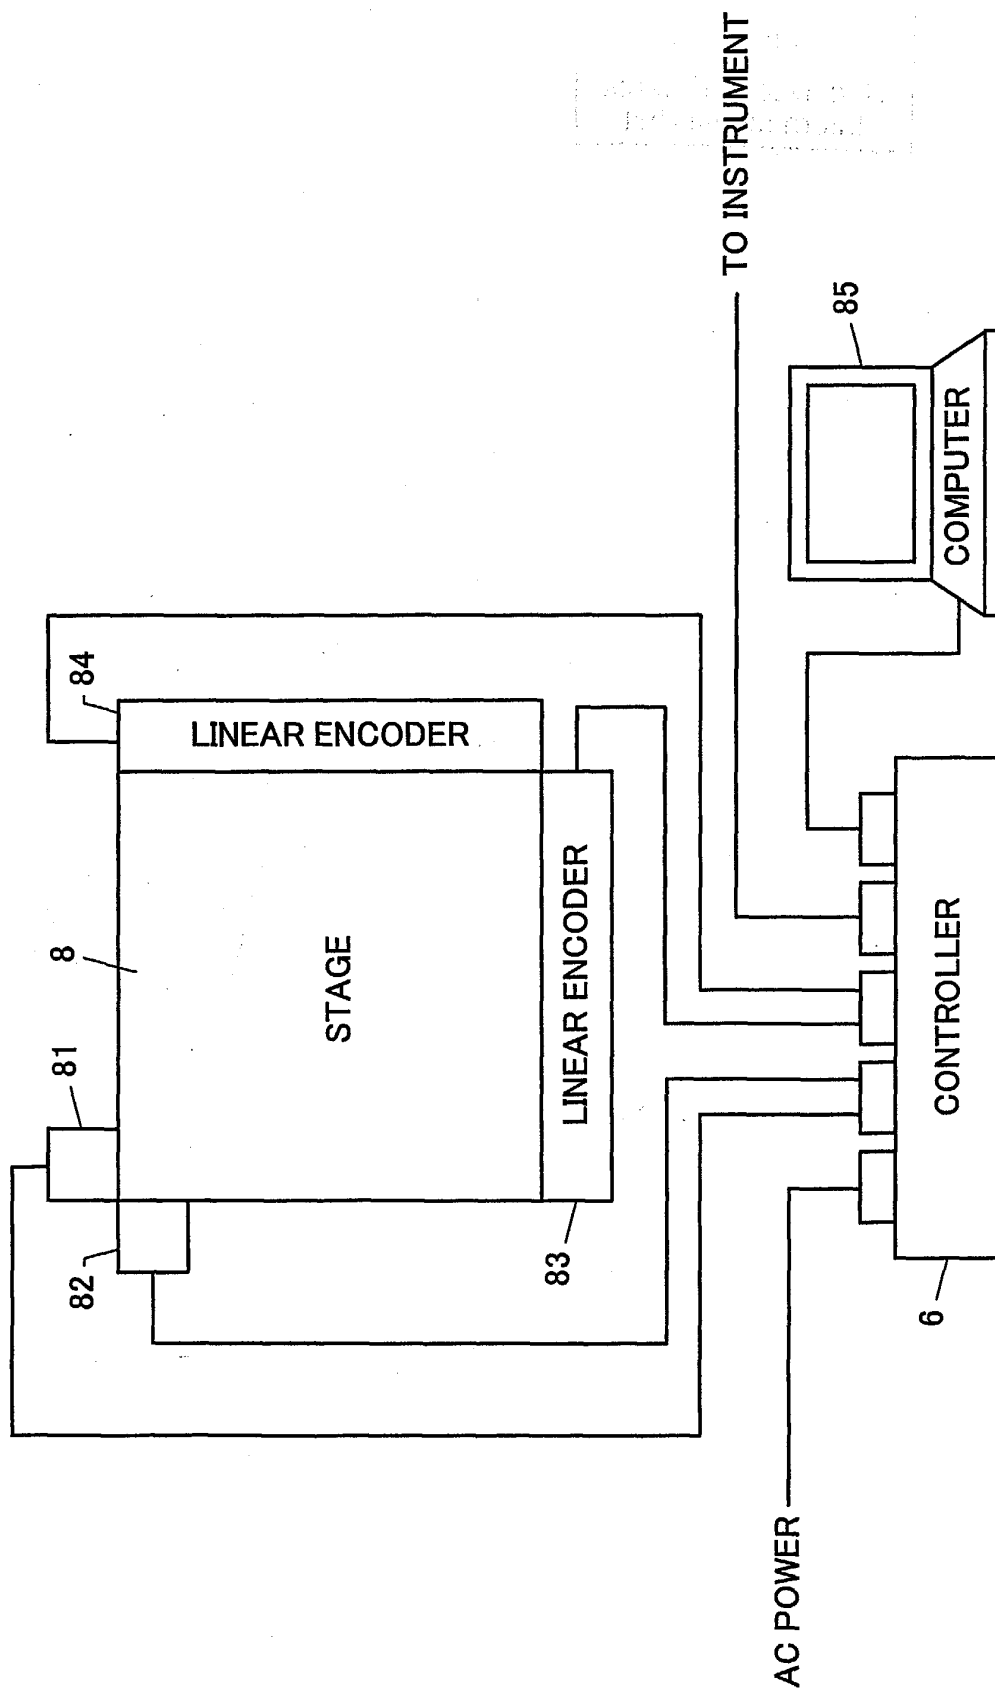 81
8
84
82
STAGE
LINEAR ENCODER
83
LINEAR ENCODER
TO INSTRUMENT
AC POWER
85
6
CONTROLLER
COMPUTER